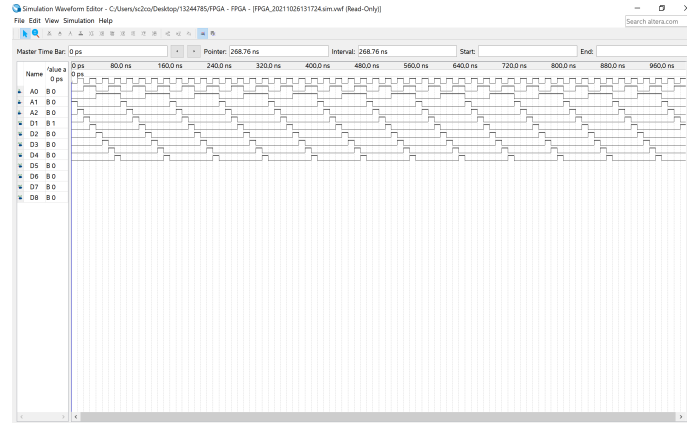 Simulation Waveform Editor - C:/Users/sc2co/Desktop/13244785/FPGA - FPGA - [FPGA_20211026131724.sim.vwf (Read-Only)]
File Edit View Simulation Help
Search altera.com
Master Time Bar: 0 ps Pointer: 268.76 ns Interval: 268.76 ns Start: End:
Name Value a 0 ps
0 ps 80.0 ns 160.0 ns 240.0 ns 320.0 ns 400.0 ns 480.0 ns 560.0 ns 640.0 ns 720.0 ns 800.0 ns 880.0 ns 960.0 ns
0 ps
A0 B 0
A1 B 0
A2 B 0
D1 B 1
D2 B 0
D3 B 0
D4 B 0
D5 B 0
D6 B 0
D7 B 0
D8 B 0